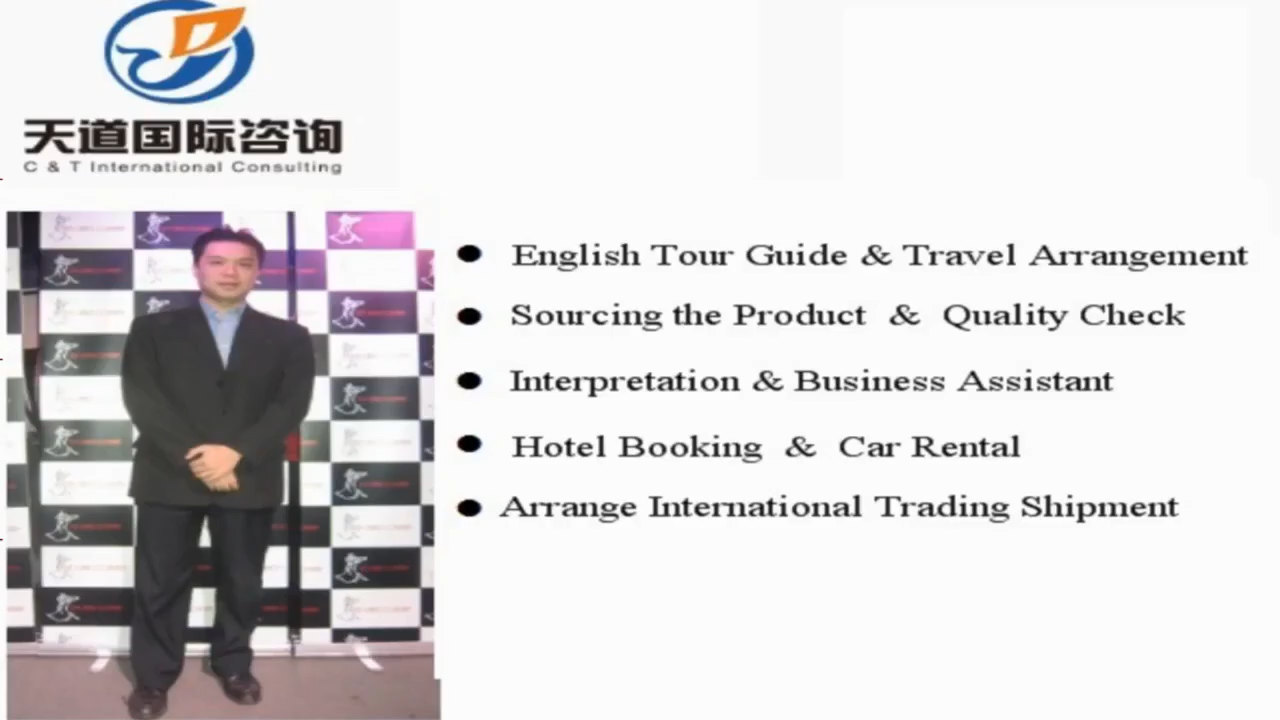 天道国际咨询
C & T International Consulting
● English Tour Guide & Travel Arrangement
● Sourcing the Product & Quality Check
● Interpretation & Business Assistant
● Hotel Booking & Car Rental
● Arrange International Trading Shipment